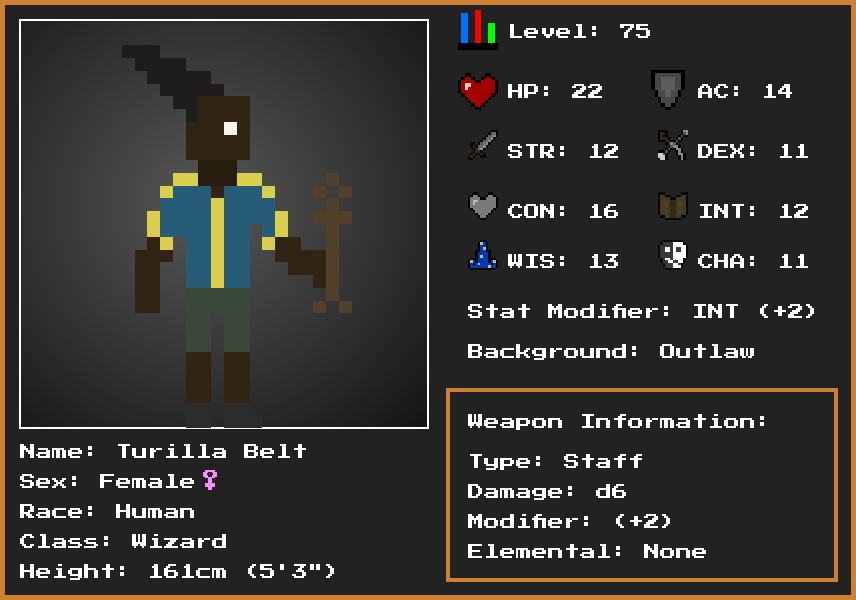 Level: 75
HP: 22
AC: 14
STR: 12
DEX: 11
CON: 16
INT: 12
WIS: 13
CHA: 11
Stat Modifier: INT (+2)
Background: Outlaw
Name: Turilla Belt
Sex: Female♀
Race: Human
Class: Wizard
Height: 161cm (5'3")
Weapon Information:
Type: Staff
Damage: d6
Modifier: (+2)
Elemental: None